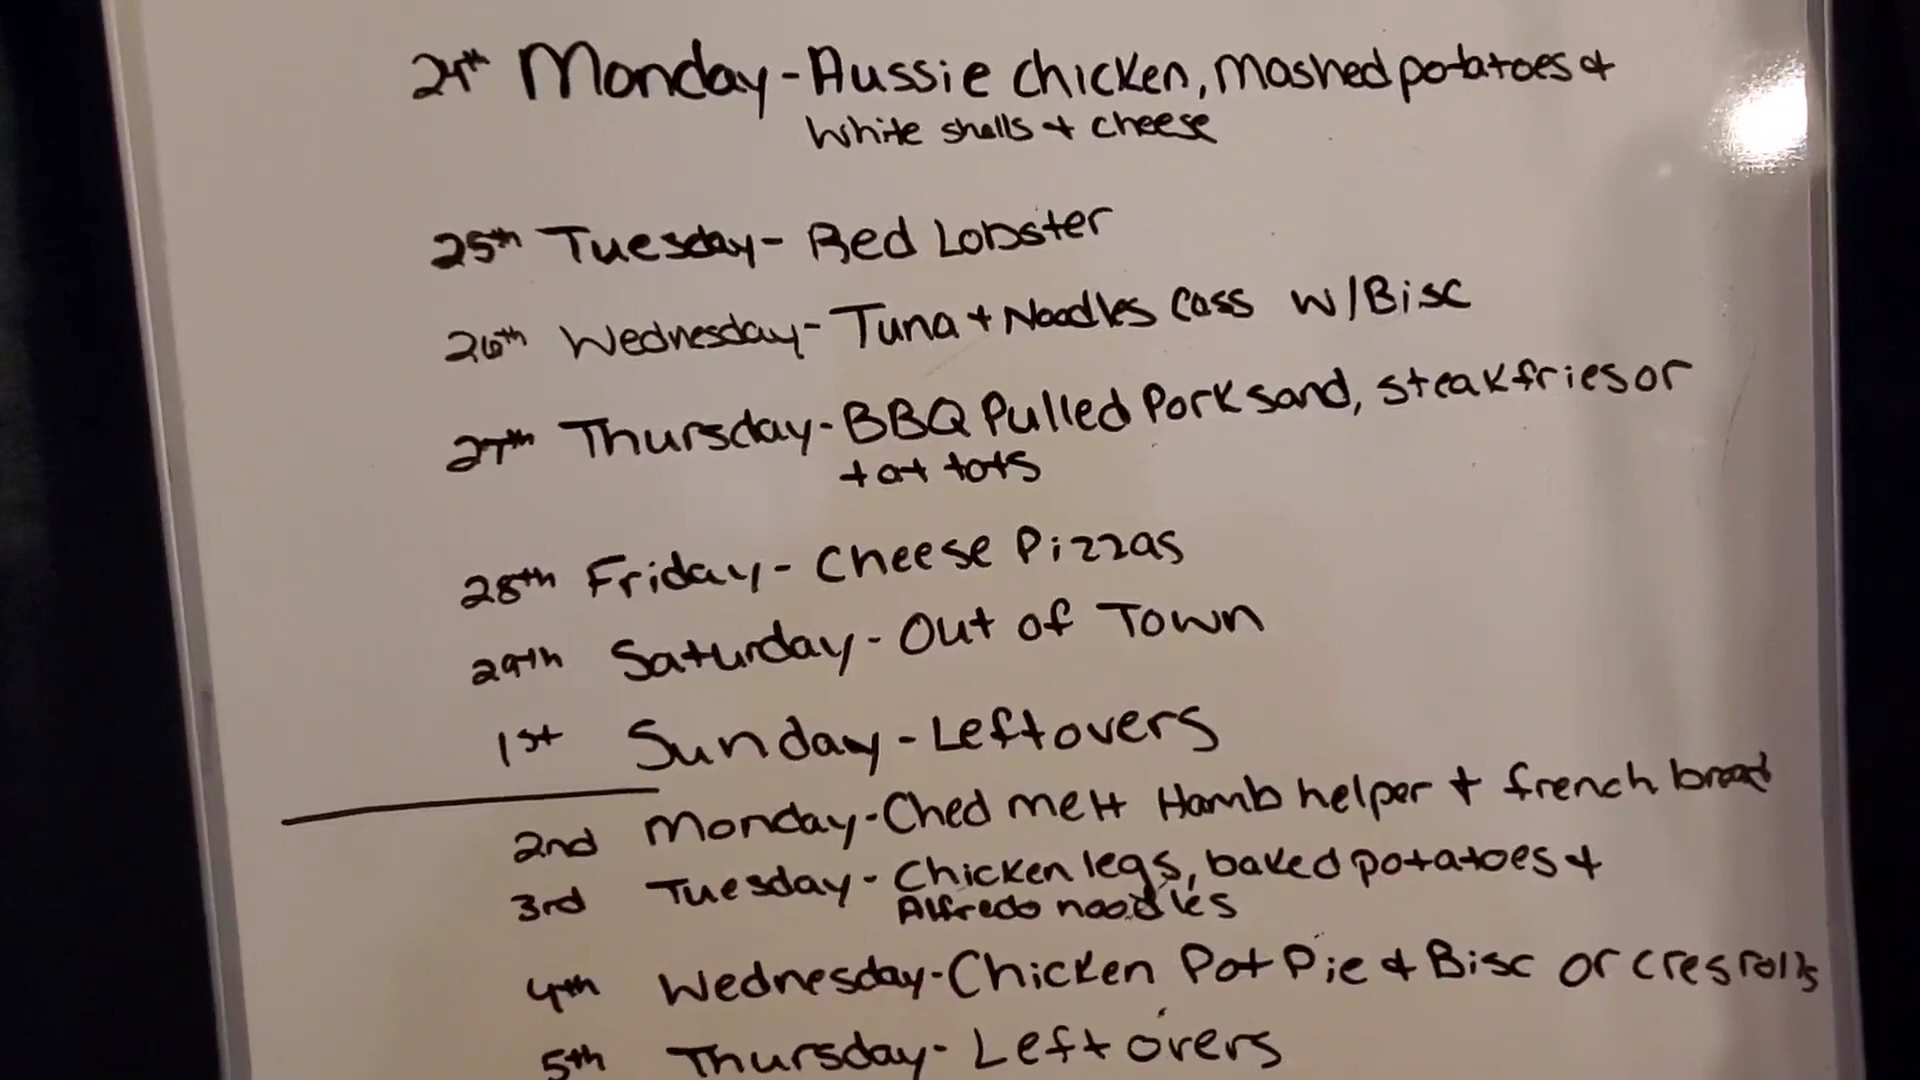 24th Monday - Aussie chicken, mashed potatoes +
white shells + cheese
25th Tuesday - Red Lobster
26th Wednesday - Tuna + Noodles Cass w/Bisc
27th Thursday - BBQ Pulled Pork sand, steak fries or
tat tots
28th Friday - Cheese Pizzas
29th Saturday - Out of Town
1st Sunday - Leftovers
2nd Monday - Ched melt Hamb helper + french bread
3rd Tuesday - Chicken legs, baked potatoes +
Alfredo noodles
4th Wednesday - Chicken Pot Pie + Bisc or cres rolls
5th Thursday - Leftovers